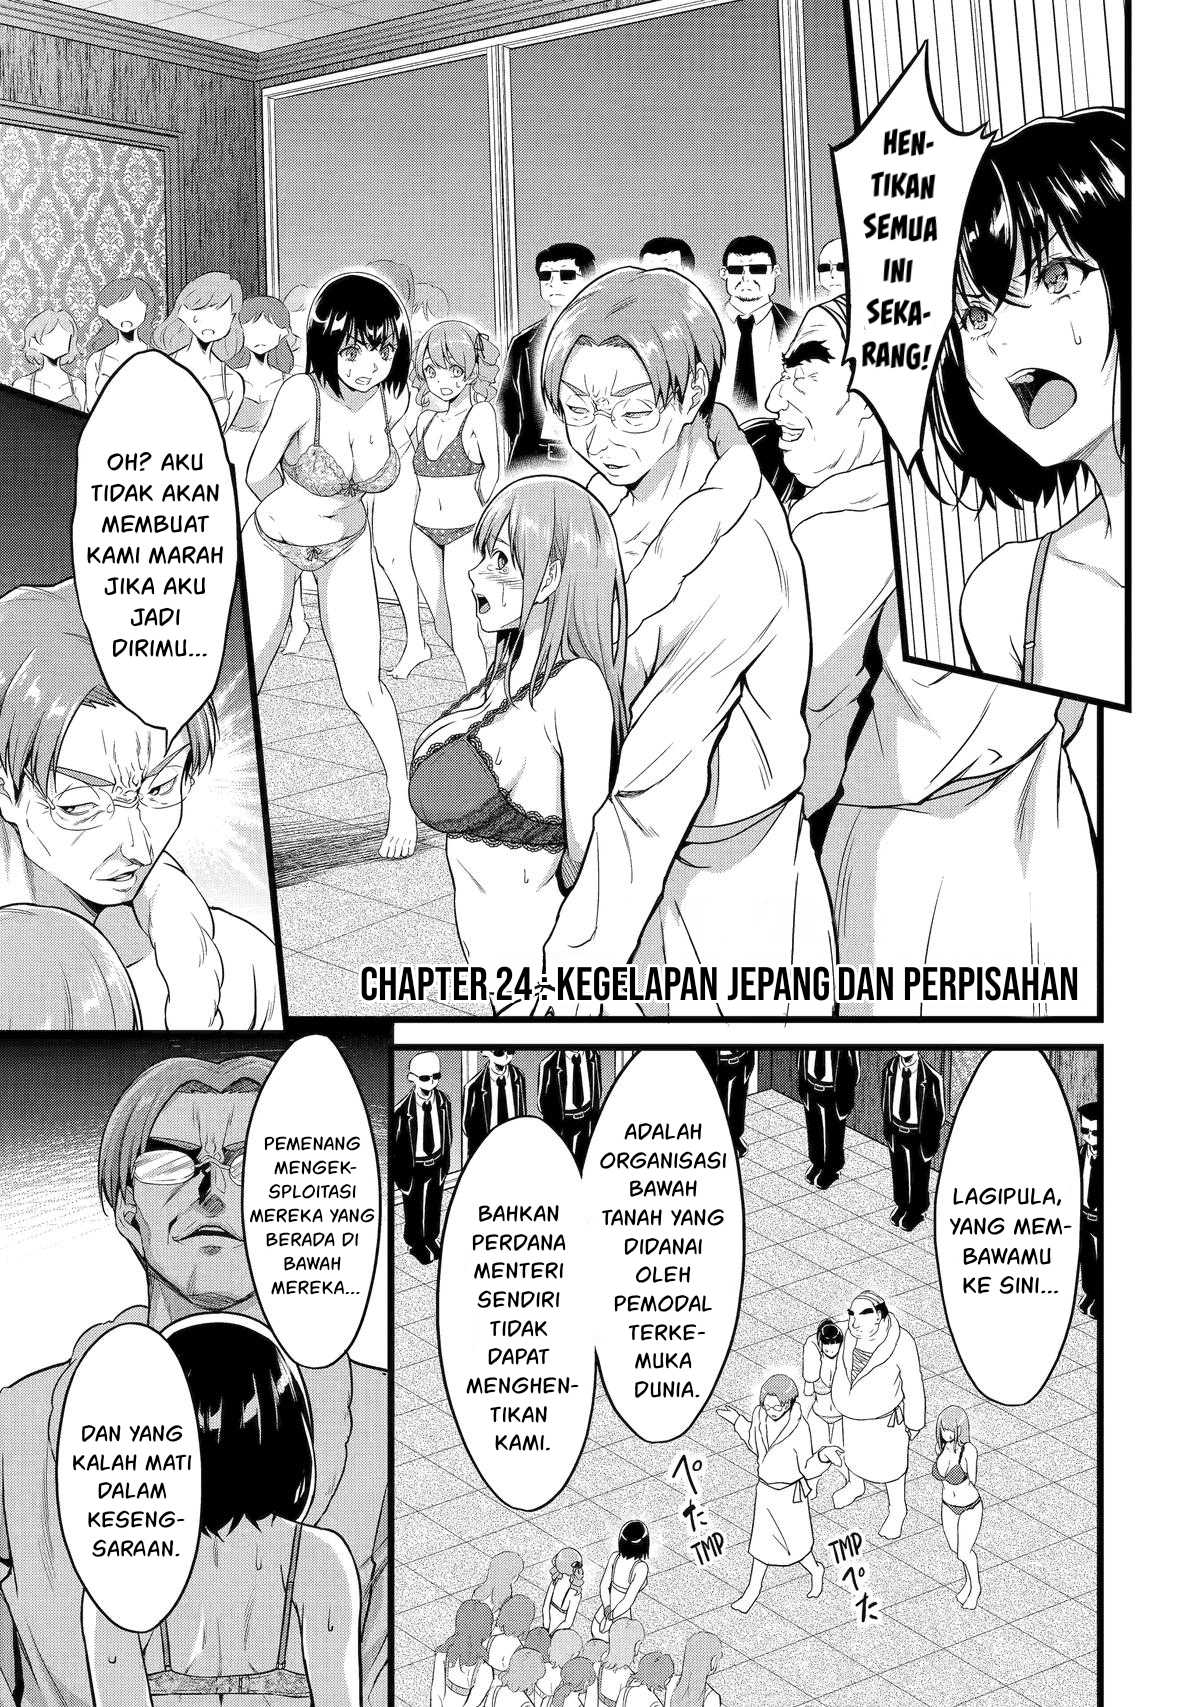 HEN-
TIKAN
SEMUA
INI
SEKA-
RANG!
OH? AKU
TIDAK AKAN
MEMBUAT
KAMI MARAH
JIKA AKU
JADI
DIRIMU...
CHAPTER 24 : KEGELAPAN JEPANG DAN PERPISAHAN
LAGIPULA,
YANG MEM-
BAWAMU
KE SINI...
ADALAH
ORGANISASI
BAWAH
TANAH YANG
DIDANAI
OLEH
PEMODAL
TERKE-
MUKA
DUNIA.
BAHKAN
PERDANA
MENTERI
SENDIRI
TIDAK
DAPAT
MENGHEN-
TIKAN
KAMI.
ぺた
TMP
TMP
ぺた
PEMENANG
MENGEK-
SPLOITASI
MEREKA YANG
BERADA DI
BAWAH
MEREKA...
DAN YANG
KALAH MATI
DALAM
KESENG-
SARAAN.